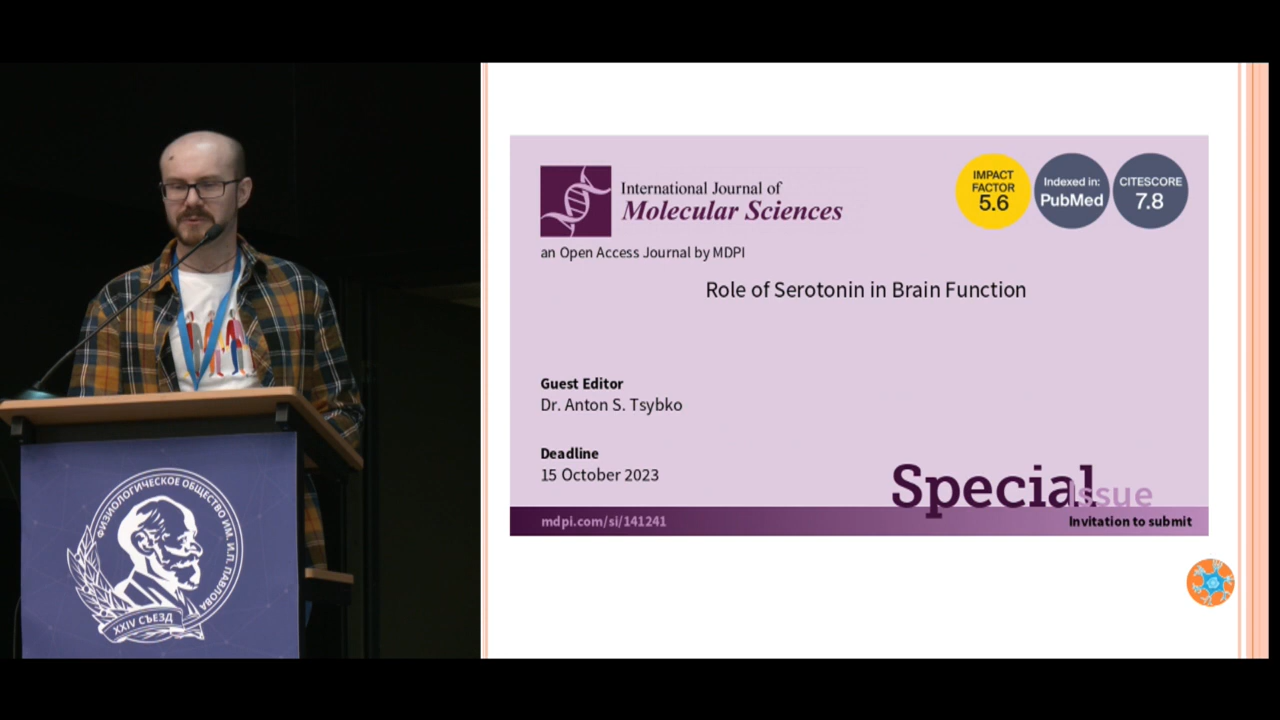 ФИЗИОЛОГИЧЕСКОЕ ОБЩЕСТВО ИМ. И.П. ПАВЛОВА
XXIV СЪЕЗД
International Journal of
Molecular Sciences
an Open Access Journal by MDPI
IMPACT
FACTOR
5.6
Indexed in:
PubMed
CITESCORE
7.8
Role of Serotonin in Brain Function
Guest Editor
Dr. Anton S. Tsybko
Deadline
15 October 2023
Special Issue
mdpi.com/si/141241
Invitation to submit